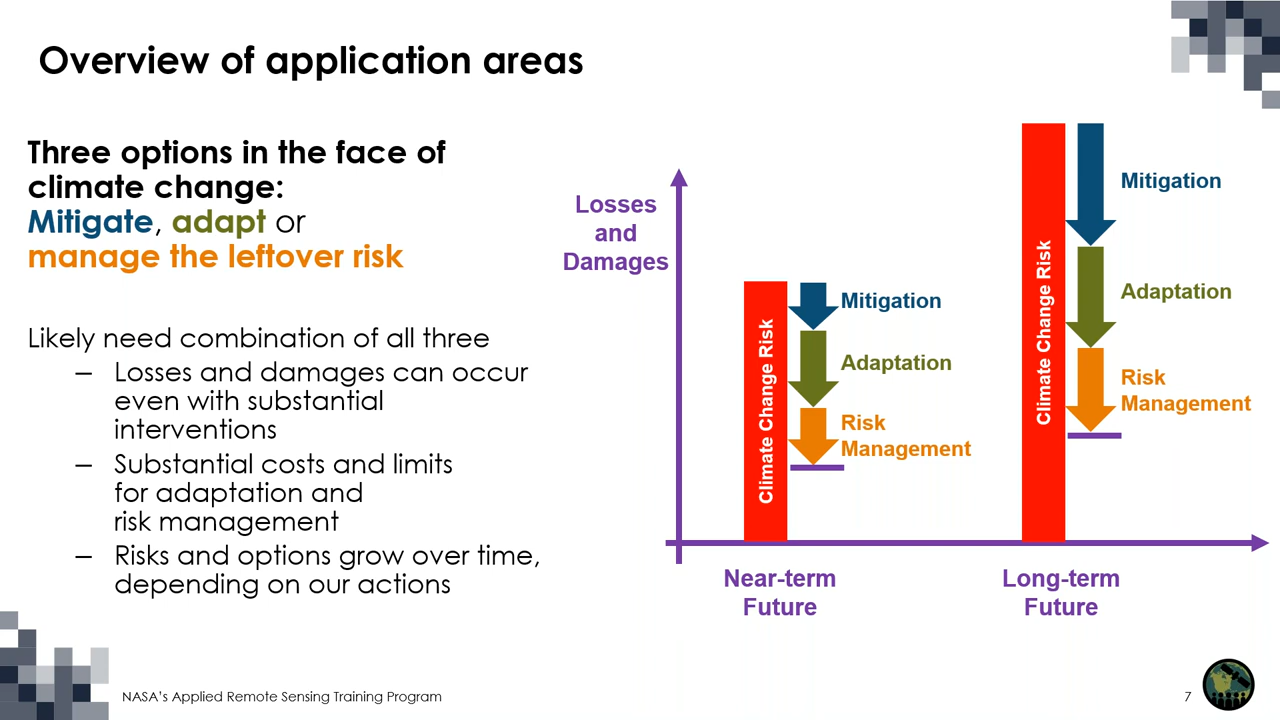 Overview of application areas
Three options in the face of
climate change:
Mitigate, adapt or
manage the leftover risk
Likely need combination of all three
– Losses and damages can occur
even with substantial
interventions
– Substantial costs and limits
for adaptation and
risk management
– Risks and options grow over time,
depending on our actions
Losses
and
Damages
Climate Change Risk
Mitigation
Adaptation
Risk
Management
Near-term
Future
Climate Change Risk
Mitigation
Adaptation
Risk
Management
Long-term
Future
NASA's Applied Remote Sensing Training Program
7